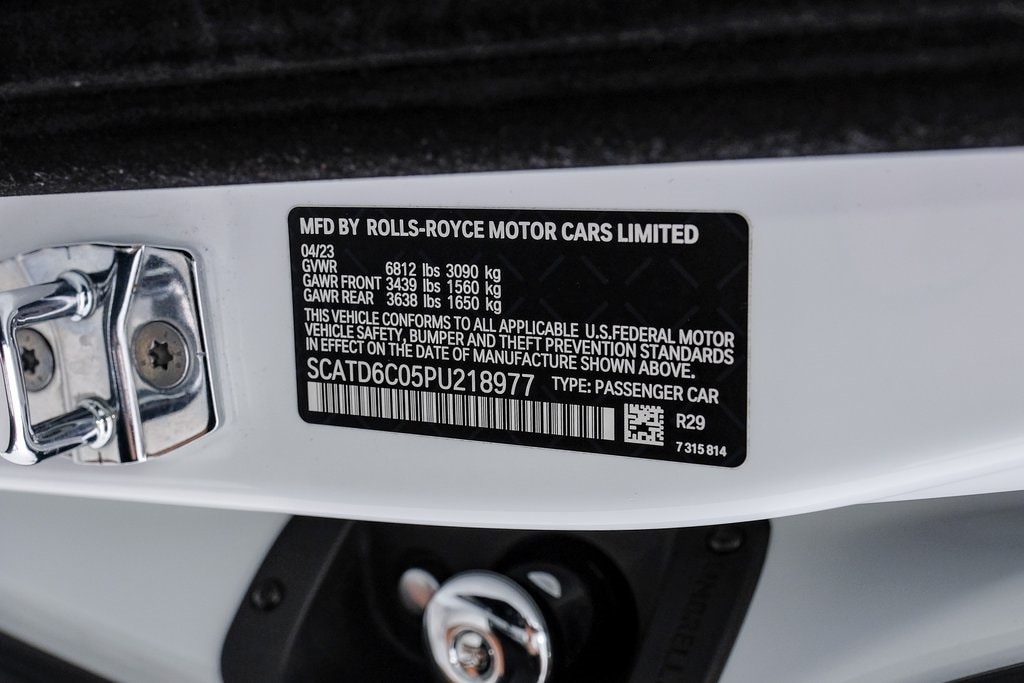 MFD BY ROLLS-ROYCE MOTOR CARS LIMITED
04/23
GVWR 6812 lbs 3090 kg
GAWR FRONT 3439 lbs 1560 kg
GAWR REAR 3638 lbs 1650 kg
THIS VEHICLE CONFORMS TO ALL APPLICABLE U.S.FEDERAL MOTOR
VEHICLE SAFETY, BUMPER AND THEFT PREVENTION STANDARDS
IN EFFECT ON THE DATE OF MANUFACTURE SHOWN ABOVE.
SCATD6C05PU218977 TYPE: PASSENGER CAR
R29
7 315 814